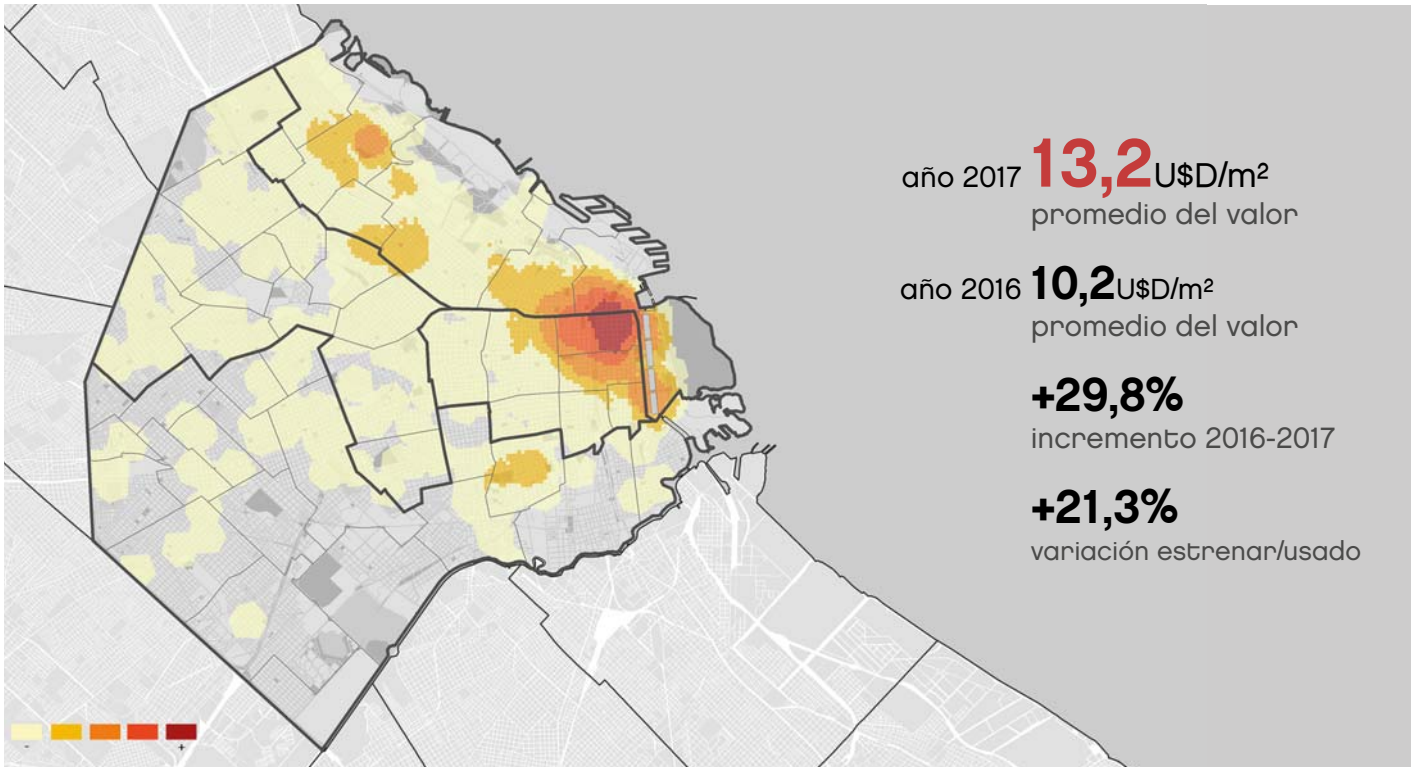 año 2017 13,2U$D/m²
promedio del valor
año 2016 10,2U$D/m²
promedio del valor
+29,8%
incremento 2016-2017
+21,3%
variación estrenar/usado
- +